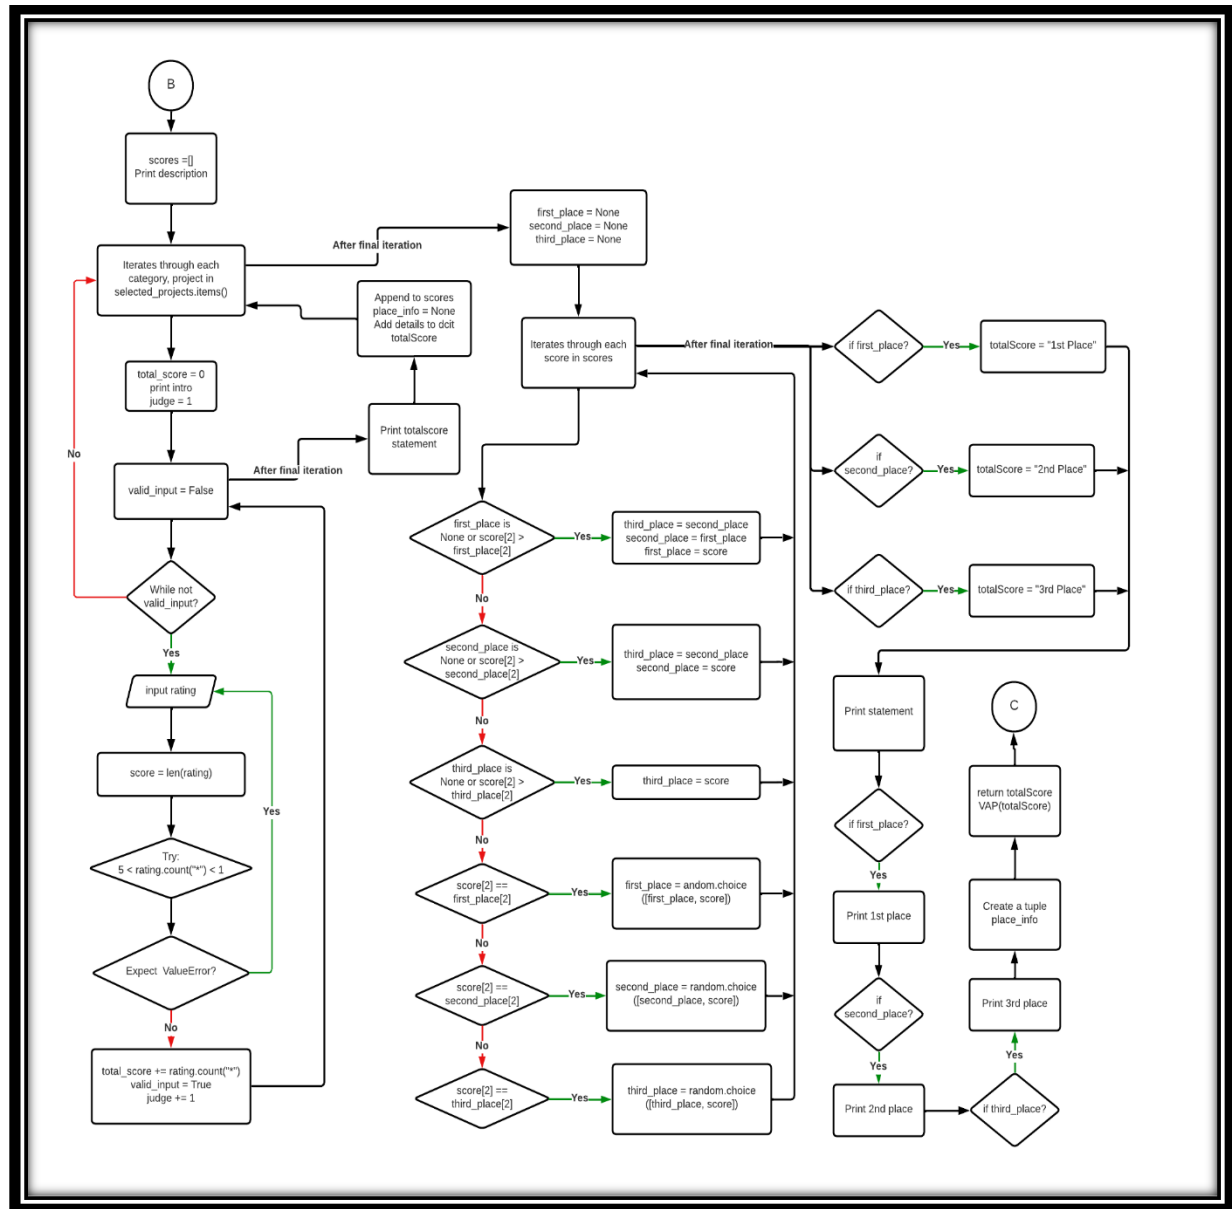 B
scores =[]
Print description
Iterates through each
category, project in
selected_projects.items()
total_score = 0
print intro
judge = 1
No
valid_input = False
While not
valid_input?
Yes
input rating
score = len(rating)
Yes
Try:
5 < rating.count("*") < 1
Expect  ValueError?
No
total_score += rating.count("*")
valid_input = True
judge += 1
After final iteration
Print totalscore
statement
Append to scores
place_info = None
Add details to dcit
totalScore
After final iteration
first_place = None
second_place = None
third_place = None
Iterates through each
score in scores
first_place is
None or score[2] >
first_place[2]
Yes
third_place = second_place
second_place = first_place
first_place = score
No
second_place is
None or score[2] >
second_place[2]
Yes
third_place = second_place
second_place = score
No
third_place is
None or score[2] >
third_place[2]
Yes
third_place = score
No
score[2] ==
first_place[2]
Yes
first_place = andom.choice
([first_place, score])
No
score[2] ==
second_place[2]
Yes
second_place = random.choice
([second_place, score])
No
score[2] ==
third_place[2]
Yes
third_place = random.choice
([third_place, score])
After final iteration
if first_place?
Yes
totalScore = "1st Place"
if
second_place?
Yes
totalScore = "2nd Place"
if third_place?
Yes
totalScore = "3rd Place"
Print statement
if first_place?
Yes
Print 1st place
if
second_place?
Yes
Print 2nd place
if third_place?
Yes
Print 3rd place
Create a tuple
place_info
return totalScore
VAP(totalScore)
C